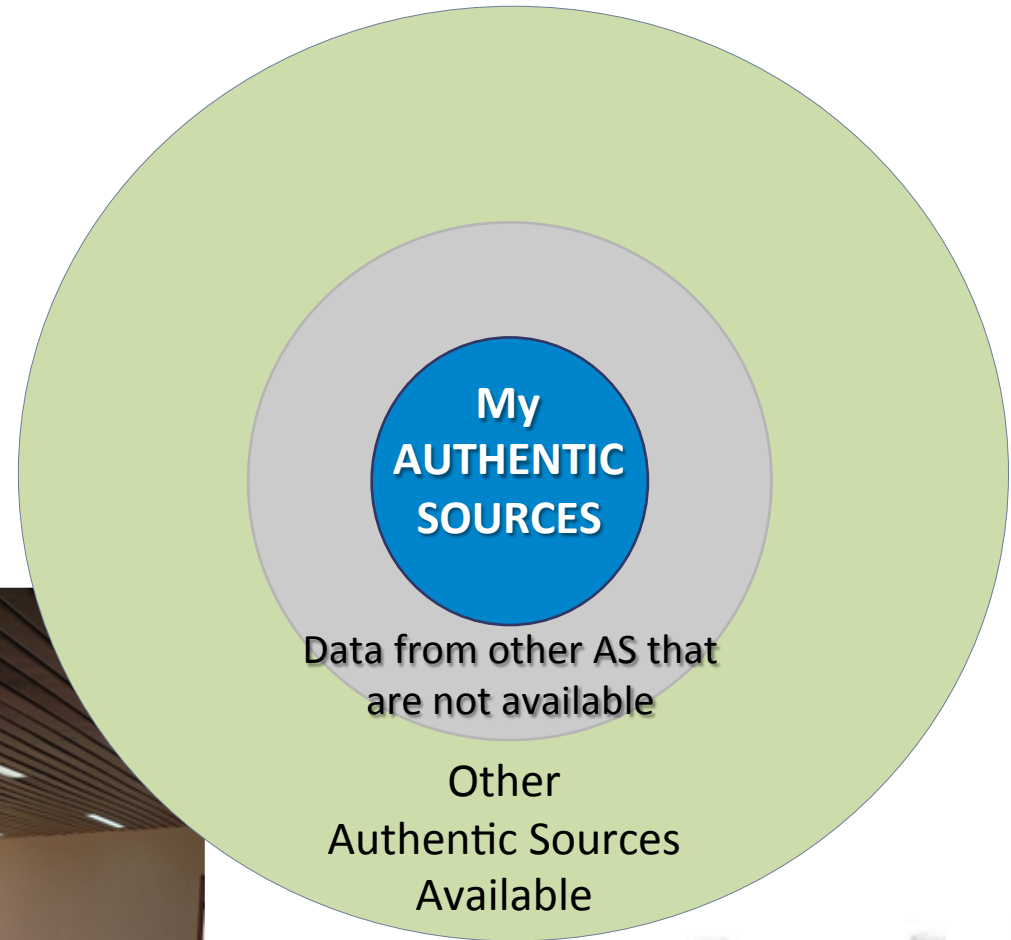 My
AUTHENTIC
SOURCES
Data from other AS that
are not available
Other
Authentic Sources
Available